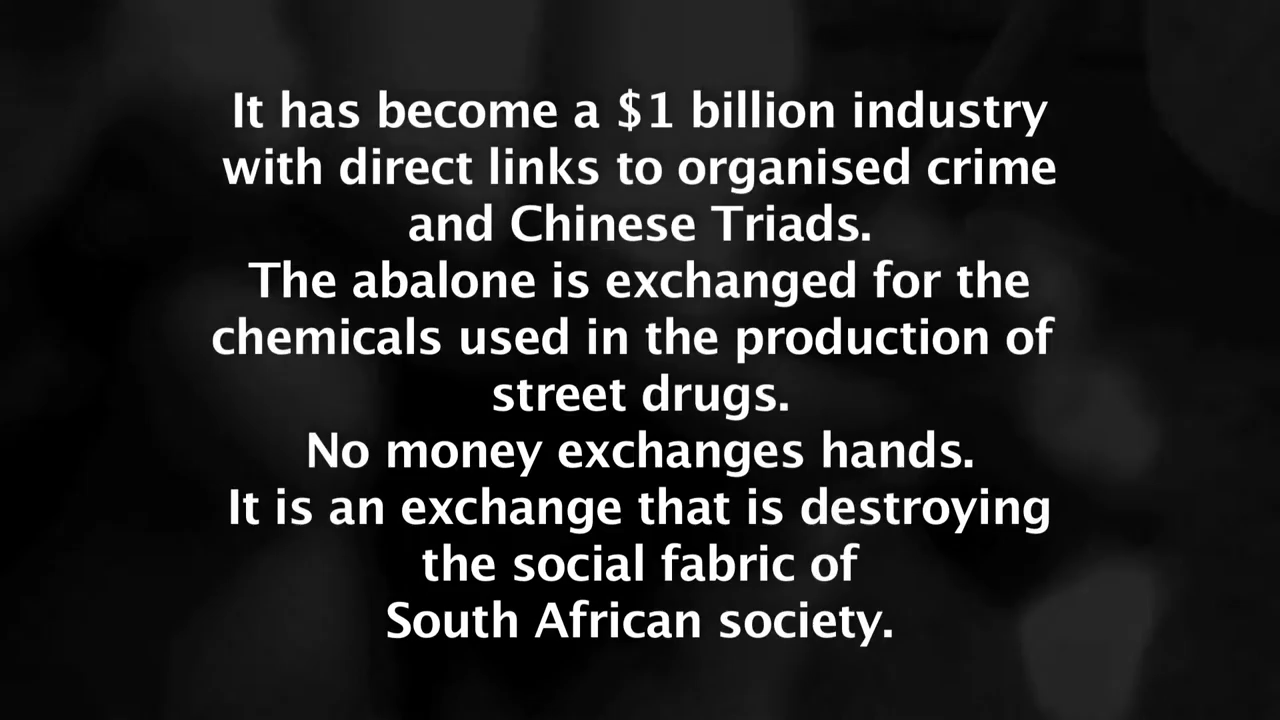 It has become a $1 billion industry
with direct links to organised crime
and Chinese Triads.
The abalone is exchanged for the
chemicals used in the production of
street drugs.
No money exchanges hands.
It is an exchange that is destroying
the social fabric of
South African society.